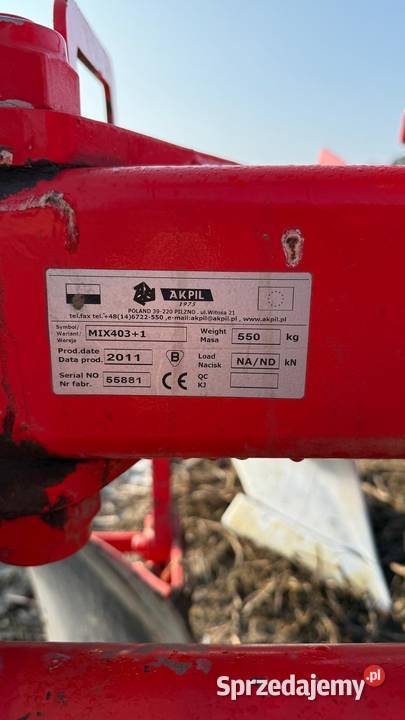 AKPIL
1975
POLAND 39-220 PILZNO , ul.Witosa 21
tel.fax tel.+48(14)6722-550 ,e-mail:akpil@akpil.pl , www.akpil.pl
Symbol/ Wariant/ Wersja MIX403+1 Weight Masa 550 kg
Prod.date Data prod. 2011 B Load Nacisk NA/ND kN
Serial NO Nr fabr. 55881 CE QC KJ
Sprzedajemy.pl